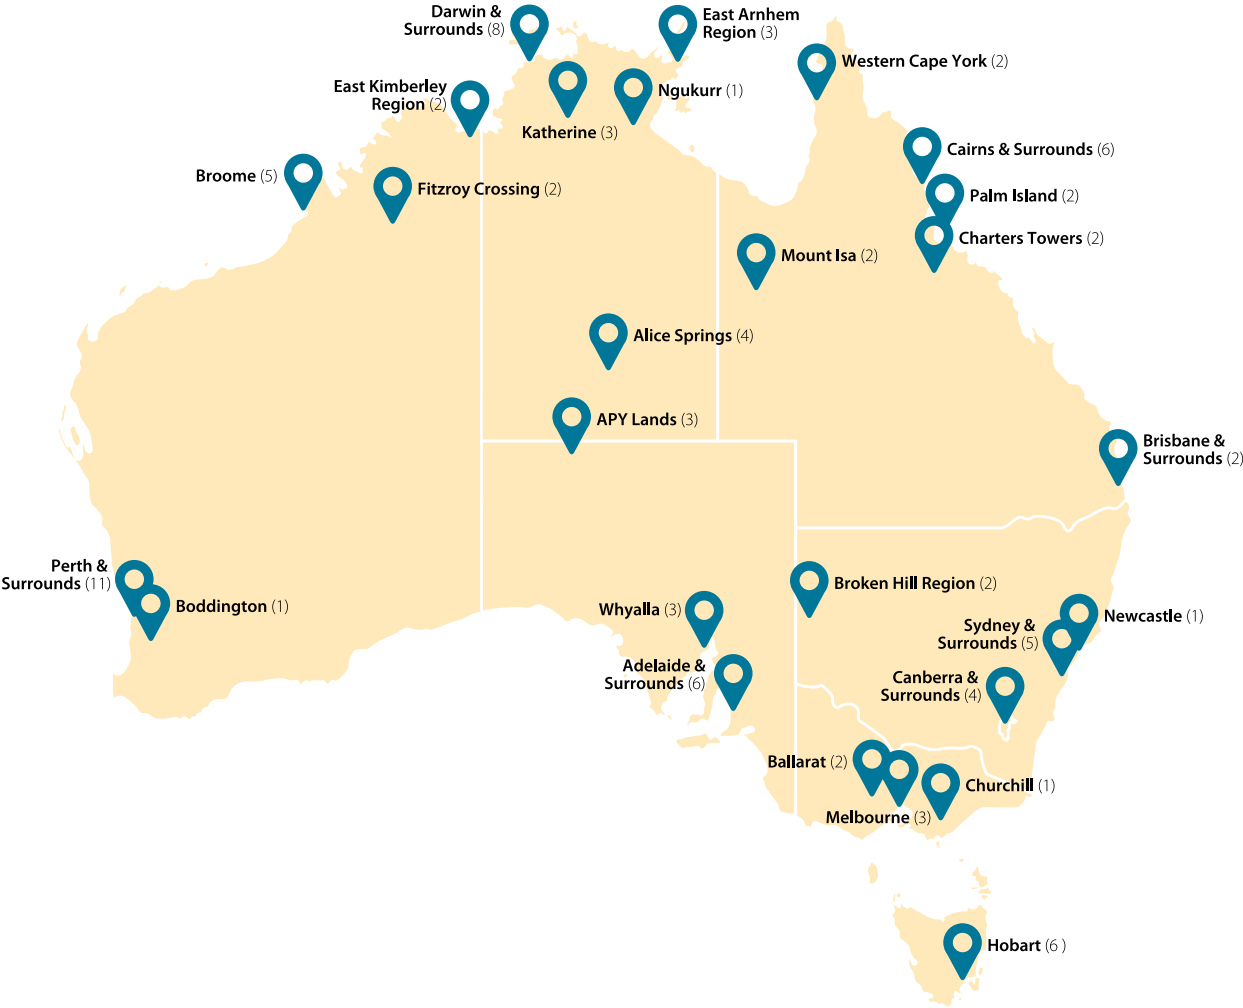 Darwin &
Surrounds (8)
East Arnhem
Region (3)
Western Cape York (2)
East Kimberley
Region (2)
Ngukurr (1)
Katherine (3)
Cairns & Surrounds (6)
Broome (5)
Fitzroy Crossing (2)
Palm Island (2)
Charters Towers (2)
Mount Isa (2)
Alice Springs (4)
APY Lands (3)
Brisbane &
Surrounds (2)
Perth &
Surrounds (11)
Boddington (1)
Broken Hill Region (2)
Whyalla (3)
Newcastle (1)
Sydney &
Surrounds (5)
Adelaide &
Surrounds (6)
Canberra &
Surrounds (4)
Ballarat (2)
Churchill (1)
Melbourne (3)
Hobart (6 )